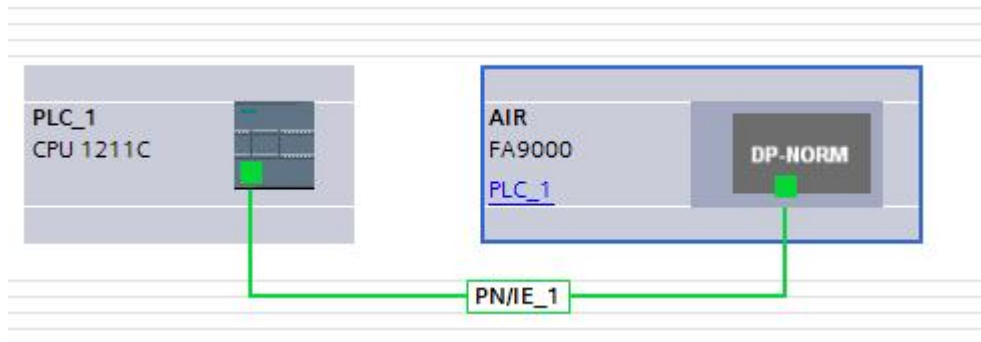 PLC_1
CPU 1211C
AIR
FA9000
PLC_1
DP-NORM
PN/IE_1